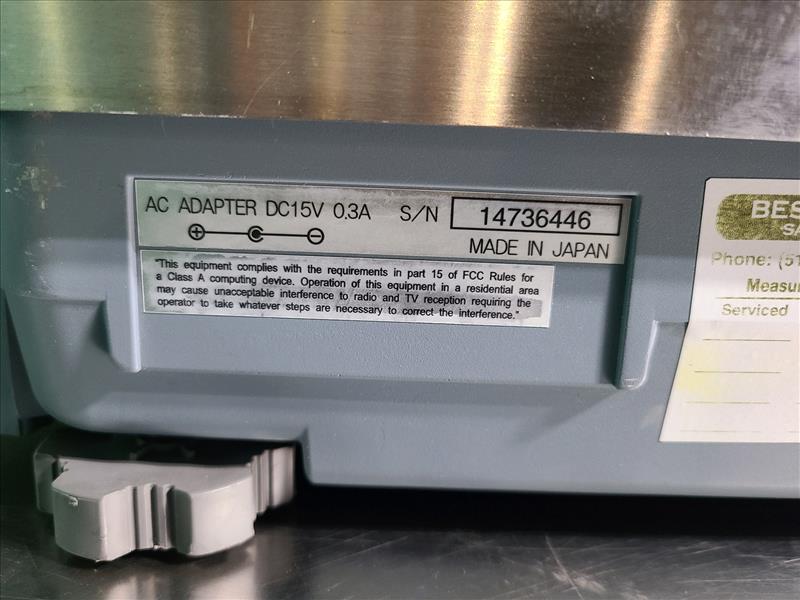 AC ADAPTER DC15V 0.3A S/N 14736446
MADE IN JAPAN
"This equipment complies with the requirements in part 15 of FCC Rules for
a Class A computing device. Operation of this equipment in a residential area
may cause unacceptable interference to radio and TV reception requiring the
operator to take whatever steps are necessary to correct the interference."
BES
Phone: (51
Measur
Serviced